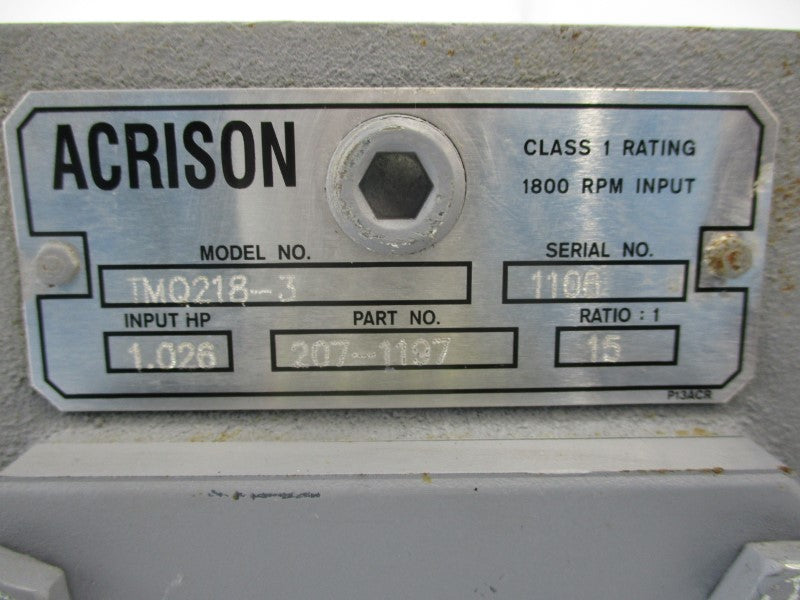 ACRISON
CLASS 1 RATING
1800 RPM INPUT
MODEL NO.
SERIAL NO.
TMQ218-3
1106
INPUT HP
PART NO.
RATIO : 1
1.026
207-1197
15
P13ACR